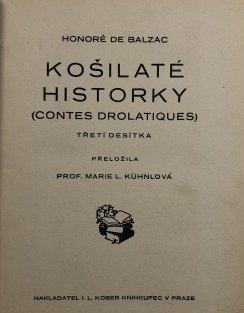 HONORÉ DE BALZAC
KOŠILATÉ
HISTORKY
(CONTES DROLATIQUES)
TŘETÍ DESÍTKA
PŘELOŽILA
PROF. MARIE L. KÜHNLOVÁ
NAKLADATEL I. L. KOBER KNIHKUPEC V PRAZE